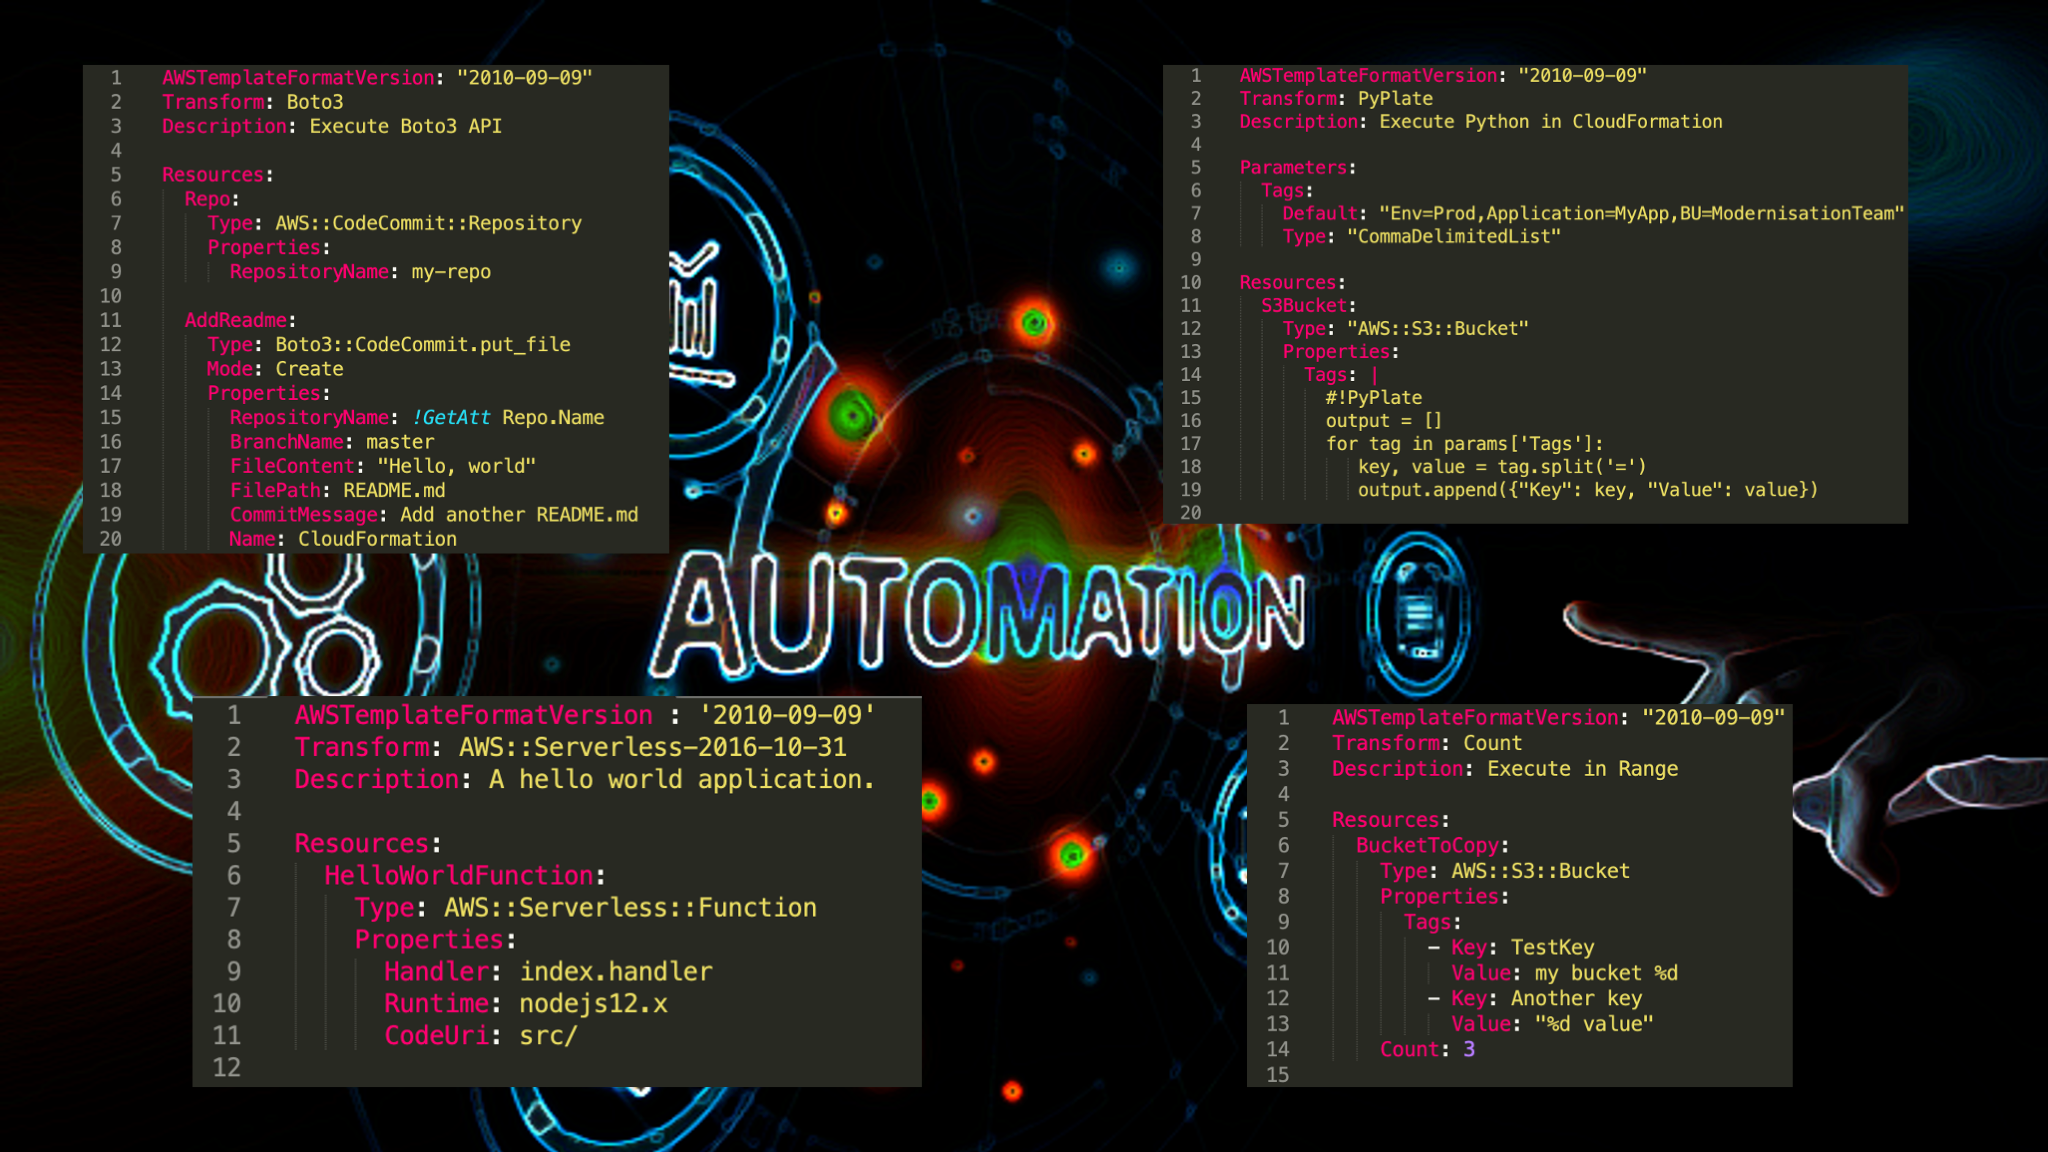 1 AWSTemplateFormatVersion: "2010-09-09"
2 Transform: Boto3
3 Description: Execute Boto3 API
4
5 Resources:
6 Repo:
7 Type: AWS::CodeCommit::Repository
8 Properties:
9 RepositoryName: my-repo
10
11 AddReadme:
12 Type: Boto3::CodeCommit.put_file
13 Mode: Create
14 Properties:
15 RepositoryName: !GetAtt Repo.Name
16 BranchName: master
17 FileContent: "Hello, world"
18 FilePath: README.md
19 CommitMessage: Add another README.md
20 Name: CloudFormation
1 AWSTemplateFormatVersion: "2010-09-09"
2 Transform: PyPlate
3 Description: Execute Python in CloudFormation
4
5 Parameters:
6 Tags:
7 Default: "Env=Prod,Application=MyApp,BU=ModernisationTeam"
8 Type: "CommaDelimitedList"
9
10 Resources:
11 S3Bucket:
12 Type: "AWS::S3::Bucket"
13 Properties:
14 Tags: |
15 #!PyPlate
16 output = []
17 for tag in params['Tags']:
18 key, value = tag.split('=')
19 output.append({"Key": key, "Value": value})
20
AUTOMATION
1 AWSTemplateFormatVersion : '2010-09-09'
2 Transform: AWS::Serverless-2016-10-31
3 Description: A hello world application.
4
5 Resources:
6 HelloWorldFunction:
7 Type: AWS::Serverless::Function
8 Properties:
9 Handler: index.handler
10 Runtime: nodejs12.x
11 CodeUri: src/
12
1 AWSTemplateFormatVersion: "2010-09-09"
2 Transform: Count
3 Description: Execute in Range
4
5 Resources:
6 BucketToCopy:
7 Type: AWS::S3::Bucket
8 Properties:
9 Tags:
10 - Key: TestKey
11 Value: my bucket %d
12 - Key: Another key
13 Value: "%d value"
14 Count: 3
15